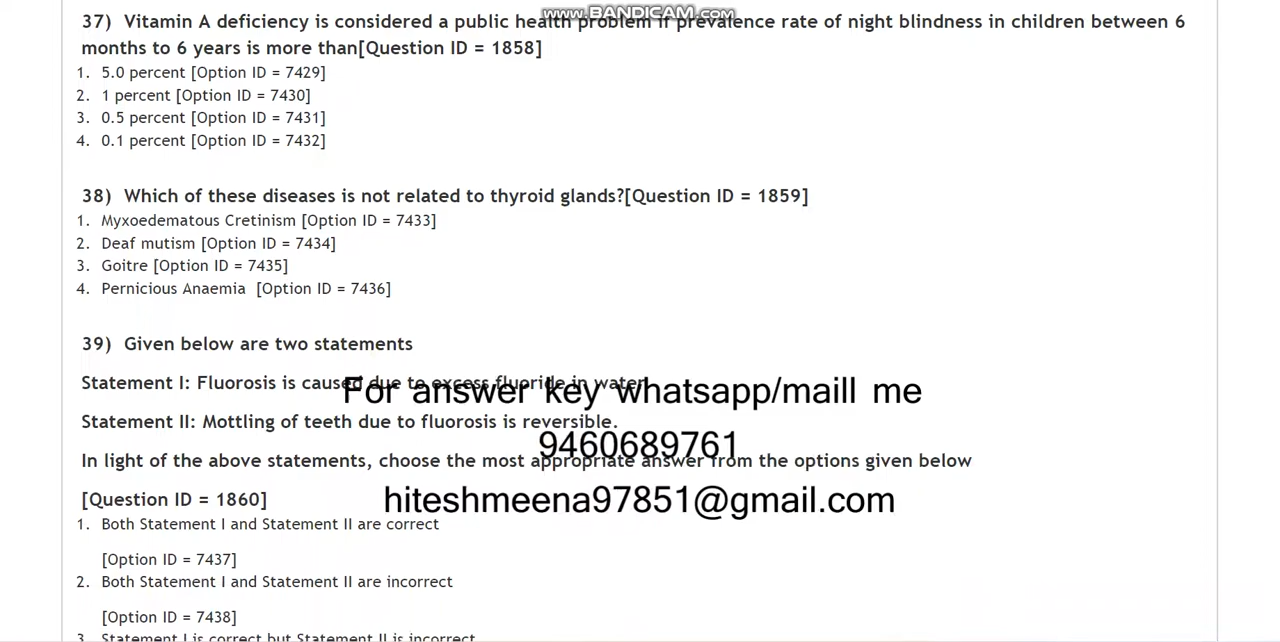 www.BANDICAM.com
37) Vitamin A deficiency is considered a public health problem if prevalence rate of night blindness in children between 6
months to 6 years is more than[Question ID = 1858]
1. 5.0 percent [Option ID = 7429]
2. 1 percent [Option ID = 7430]
3. 0.5 percent [Option ID = 7431]
4. 0.1 percent [Option ID = 7432]
38) Which of these diseases is not related to thyroid glands?[Question ID = 1859]
1. Myxoedematous Cretinism [Option ID = 7433]
2. Deaf mutism [Option ID = 7434]
3. Goitre [Option ID = 7435]
4. Pernicious Anaemia [Option ID = 7436]
39) Given below are two statements
Statement I: Fluorosis is caused due to excess fluoride in water
For answer key whatsapp/maill me
Statement II: Mottling of teeth due to fluorosis is reversible.
9460689761
In light of the above statements, choose the most appropriate answer from the options given below
[Question ID = 1860]
hiteshmeena97851@gmail.com
1. Both Statement I and Statement II are correct
[Option ID = 7437]
2. Both Statement I and Statement II are incorrect
[Option ID = 7438]
3. Statement I is correct but Statement II is incorrect